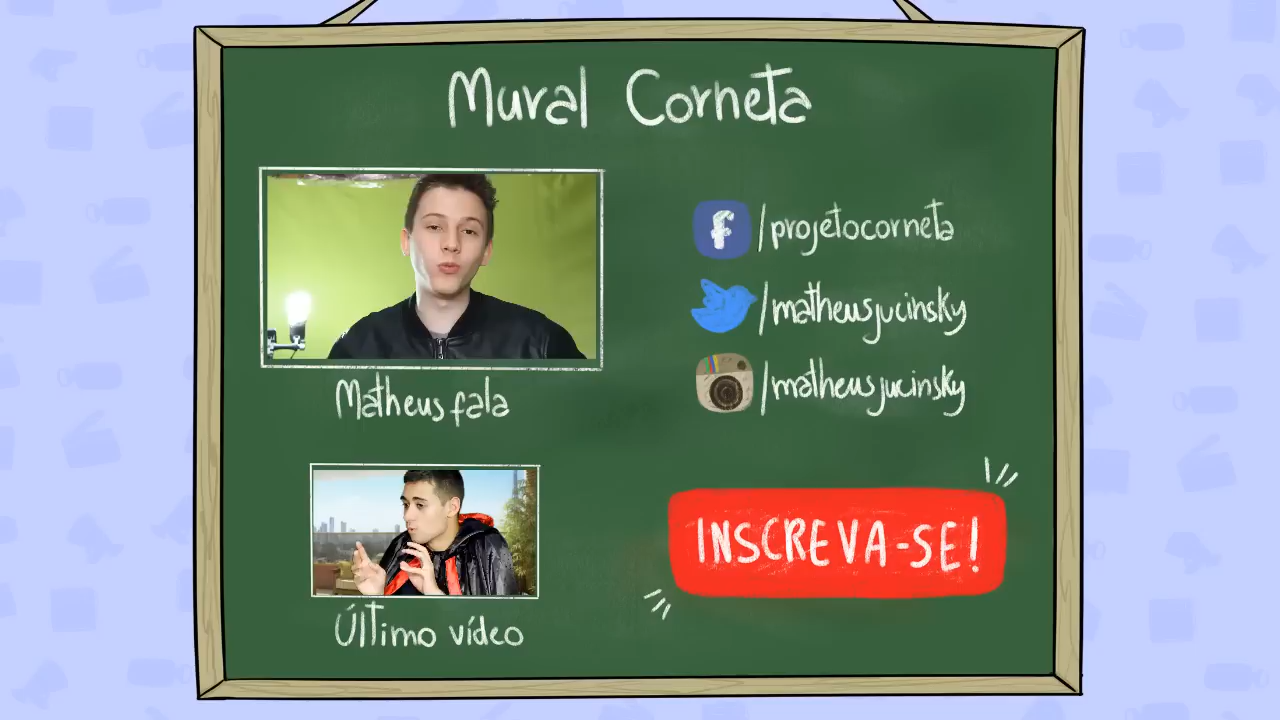 Mural Corneta
/projetocorneta
/matheusjucinsky
/matheusjucinsky
Matheus fala
INSCREVA-SE!
Último vídeo